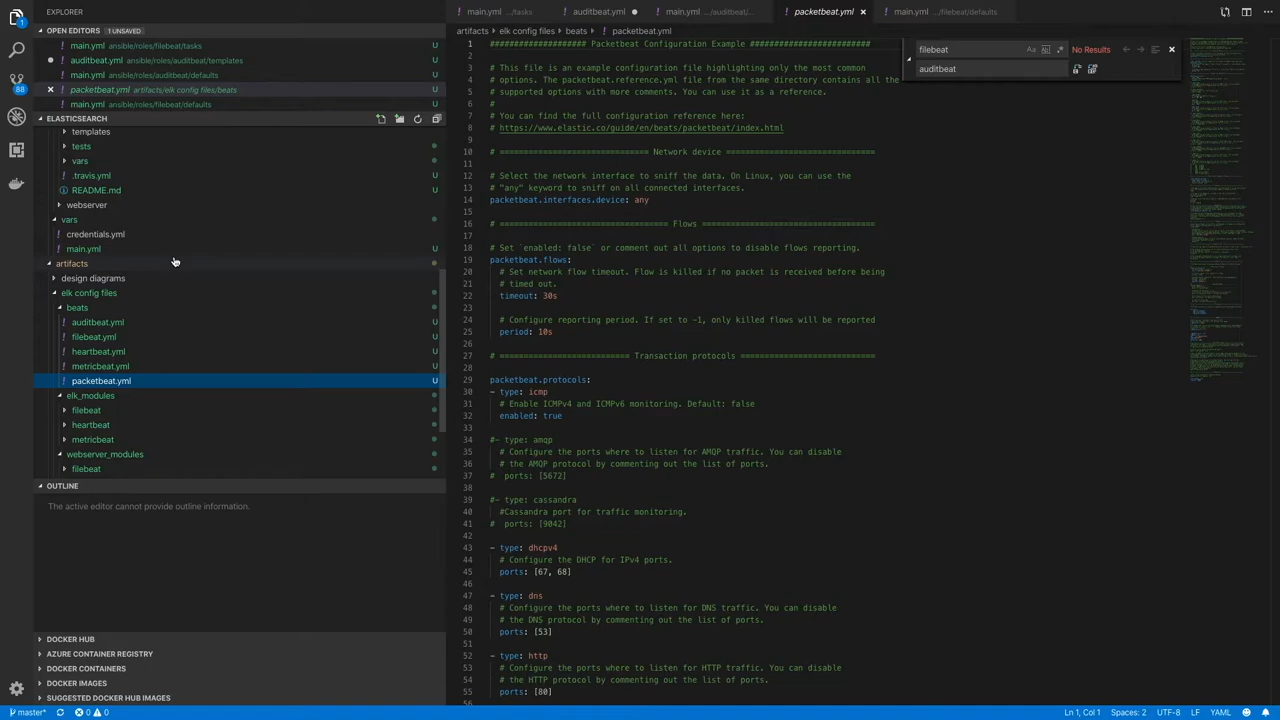 EXPLORER
OPEN EDITORS 1 UNSAVED
main.yml ansible/roles/filebeat/tasks U
auditbeat.yml ansible/roles/auditbeat/templates U
main.yml ansible/roles/auditbeat/defaults U
packetbeat.yml artifacts/elk config files/beats U
main.yml ansible/roles/filebeat/defaults U
ELASTICSEARCH
templates
tests
vars
.travis.yml U
README.md U
webserver
vars
credentials.yml
main.yml U
artifacts
design diagrams
elk config files
beats
auditbeat.yml U
filebeat.yml U
heartbeat.yml U
metricbeat.yml U
packetbeat.yml U
elk_modules
filebeat
heartbeat
metricbeat
webserver_modules
filebeat
OUTLINE
The active editor cannot provide outline information.
DOCKER HUB
AZURE CONTAINER REGISTRY
DOCKER CONTAINERS
DOCKER IMAGES
SUGGESTED DOCKER HUB IMAGES
1
88
main.yml .../tasks
auditbeat.yml
main.yml .../auditbeat/...
packetbeat.yml
main.yml .../defaults
artifacts elk config files beats packetbeat.yml
filebeat No Results
auditbeat
1 #################### Packetbeat Configuration Example #########################
2
3 is an example configuration file highlighting only the most common
4 # options. The packetbeat.reference.yml file from the same directory contains all the
5 # supported options with more comments. You can use it as a reference.
6 #
7 # You can find the full configuration reference here:
8 # https://www.elastic.co/guide/en/beats/packetbeat/index.html
9
10 # =============================== Network device ===============================
11
12 # Select the network interface to sniff the data. On Linux, you can use the
13 # "any" keyword to sniff on all connected interfaces.
14 packetbeat.interfaces.device: any
15
16 # ================================== Flows =====================================
17
18 # Set `enabled: false` or comment out all options to disable flows reporting.
19 packetbeat.flows:
20 # Set network flow timeout. Flow is killed if no packet is received before being
21 # timed out.
22 timeout: 30s
23
24 # Configure reporting period. If set to -1, only killed flows will be reported
25 period: 10s
26
27 # ========================== Transaction protocols =============================
28
29 packetbeat.protocols:
30 - type: icmp
31 # Enable ICMPv4 and ICMPv6 monitoring. Default: false
32 enabled: true
33
34 #- type: amqp
35 # Configure the ports where to listen for AMQP traffic. You can disable
36 # the AMQP protocol by commenting out the list of ports.
37 # ports: [5672]
38
39 #- type: cassandra
40 #Cassandra port for traffic monitoring.
41 # ports: [9042]
42
43 - type: dhcpv4
44 # Configure the DHCP for IPv4 ports.
45 ports: [67, 68]
46
47 - type: dns
48 # Configure the ports where to listen for DNS traffic. You can disable
49 # the DNS protocol by commenting out the list of ports.
50 ports: [53]
51
52 - type: http
53 # Configure the ports where to listen for HTTP traffic. You can disable
54 # the HTTP protocol by commenting out the list of ports.
55 ports: [80]
master* 0 0 Ln 1, Col 1 Spaces: 2 UTF-8 LF YAML